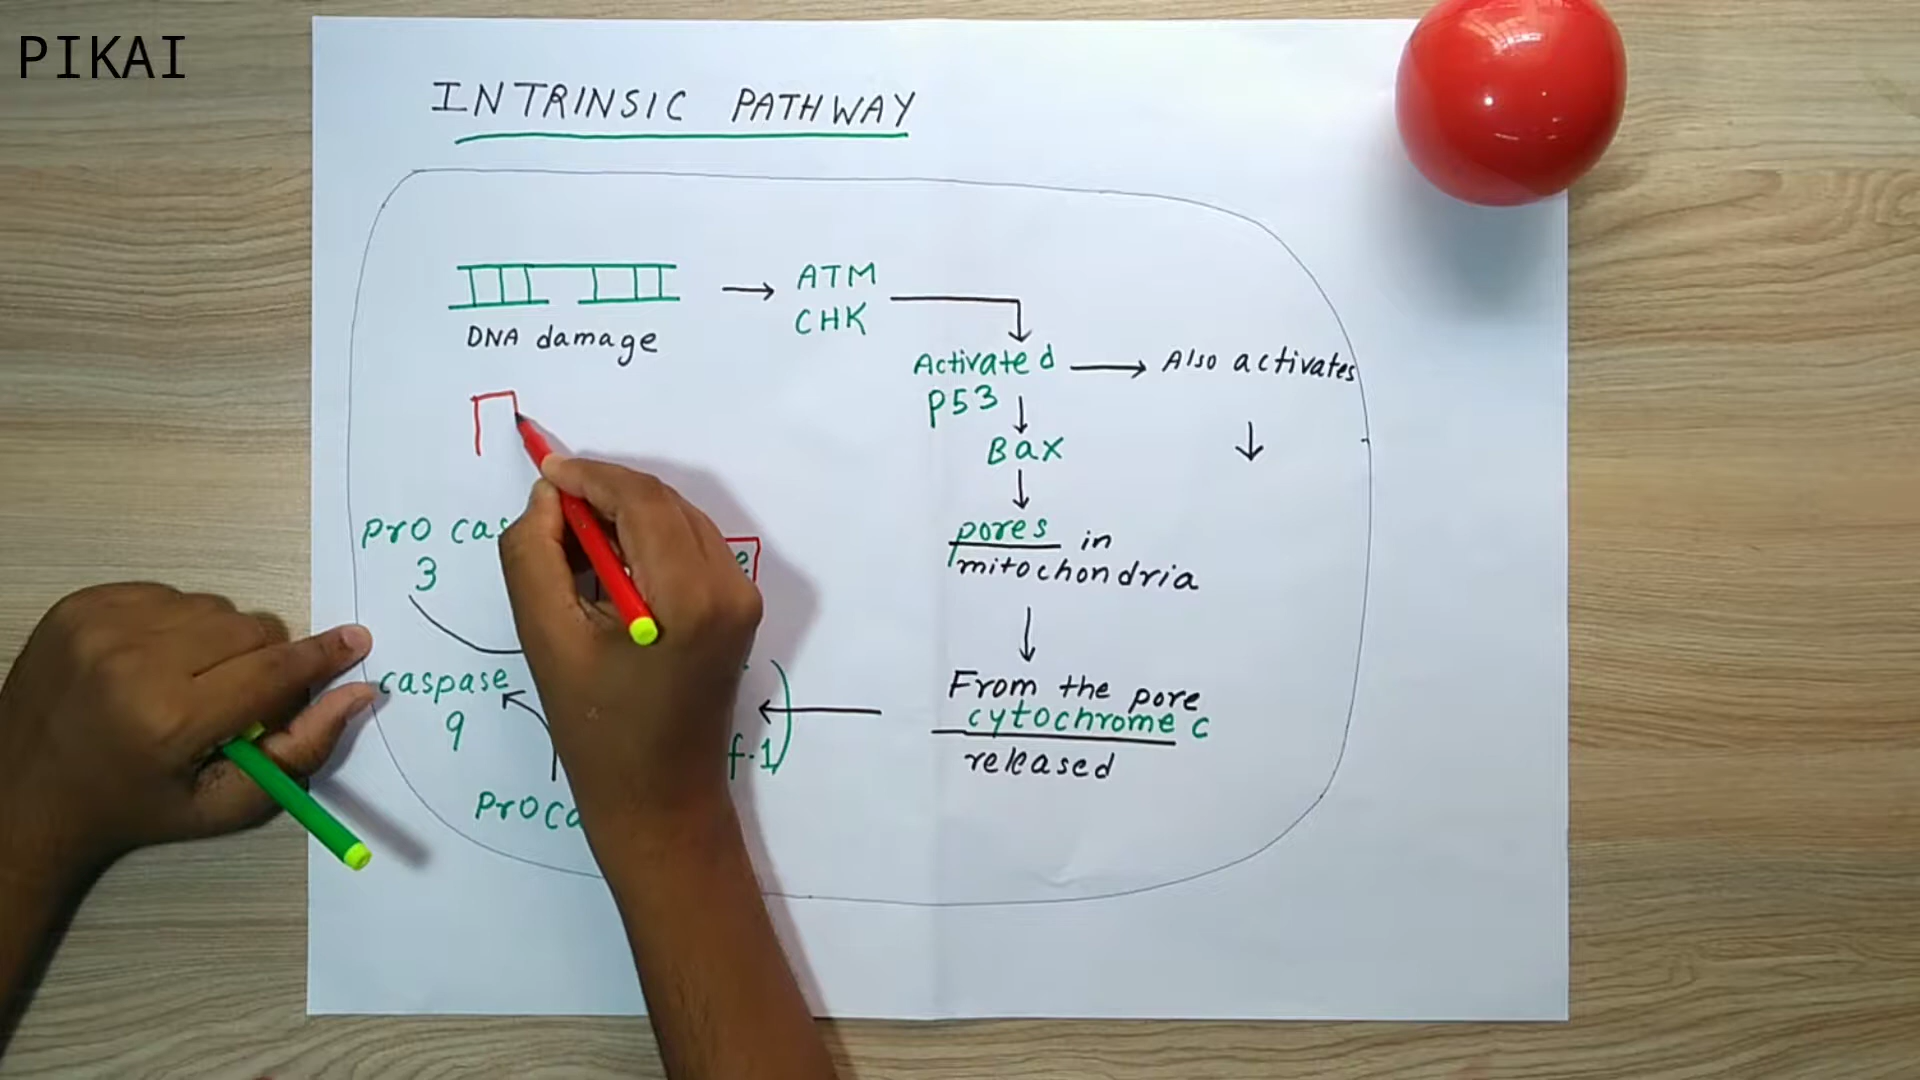 PIKAI
INTRINSIC PATHWAY
ATM
CHK
DNA damage
Activated
P53
Also activates
Bax
pores in
mitochondria
pro cas
3
From the pore
cytochrome c
released
caspase
9
f-1
Proca